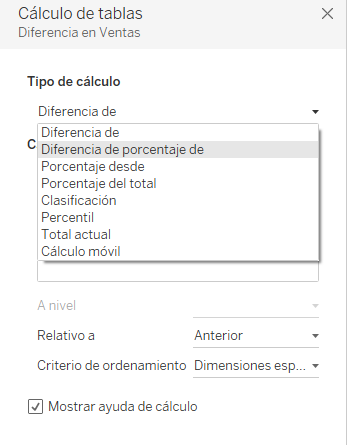 Cálculo de tablas
Diferencia en Ventas
Tipo de cálculo
Diferencia de
Diferencia de
Diferencia de porcentaje de
Porcentaje desde
Porcentaje del total
Clasificación
Percentil
Total actual
Cálculo móvil
C
A nivel
Relativo a Anterior
Criterio de ordenamiento Dimensiones esp...
Mostrar ayuda de cálculo